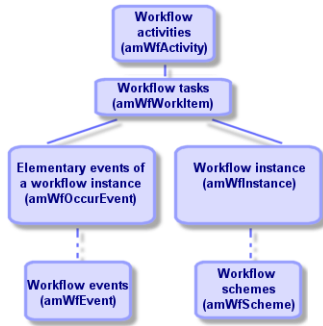 Workflow
activities
(amWfActivity)
Workflow tasks
(amWfWorkItem)
Elementary events of
a workflow instance
(amWfOccurEvent)
Workflow instance
(amWfInstance)
Workflow events
(amWfEvent)
Workflow
schemes
(amWfScheme)